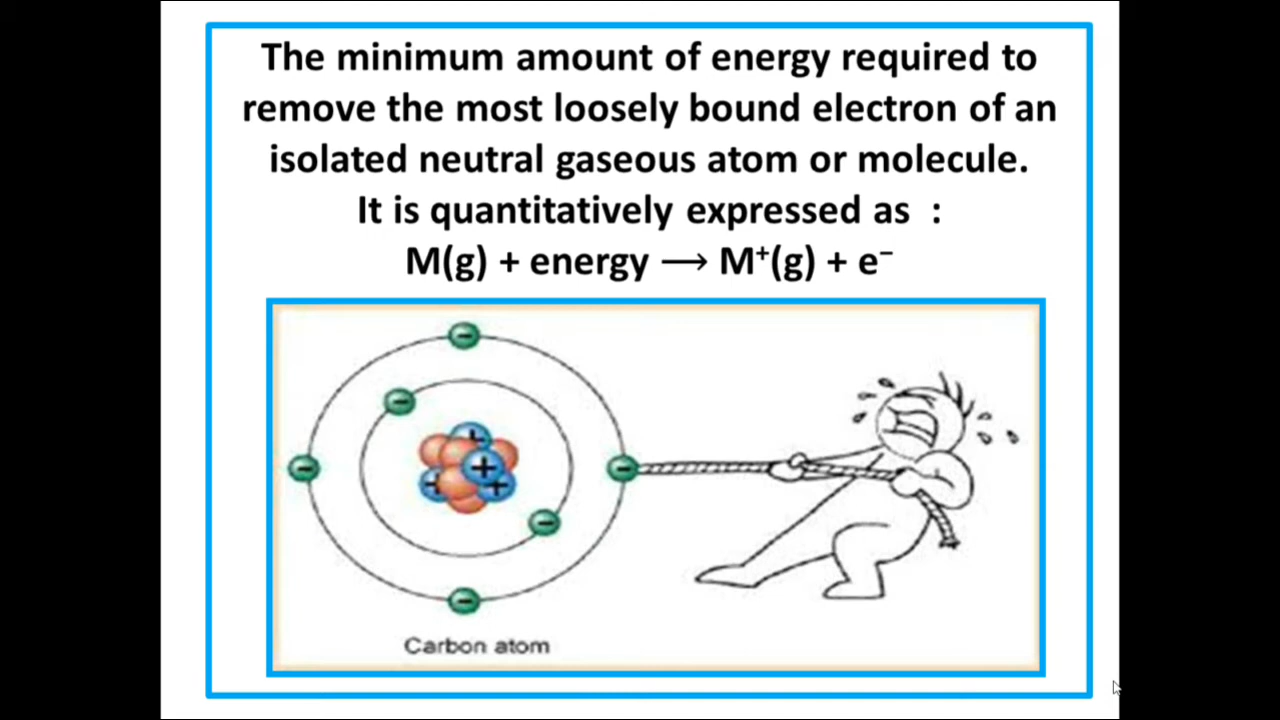 The minimum amount of energy required to
remove the most loosely bound electron of an
isolated neutral gaseous atom or molecule.
It is quantitatively expressed as :
M(g) + energy ⟶ M⁺(g) + e⁻
Carbon atom